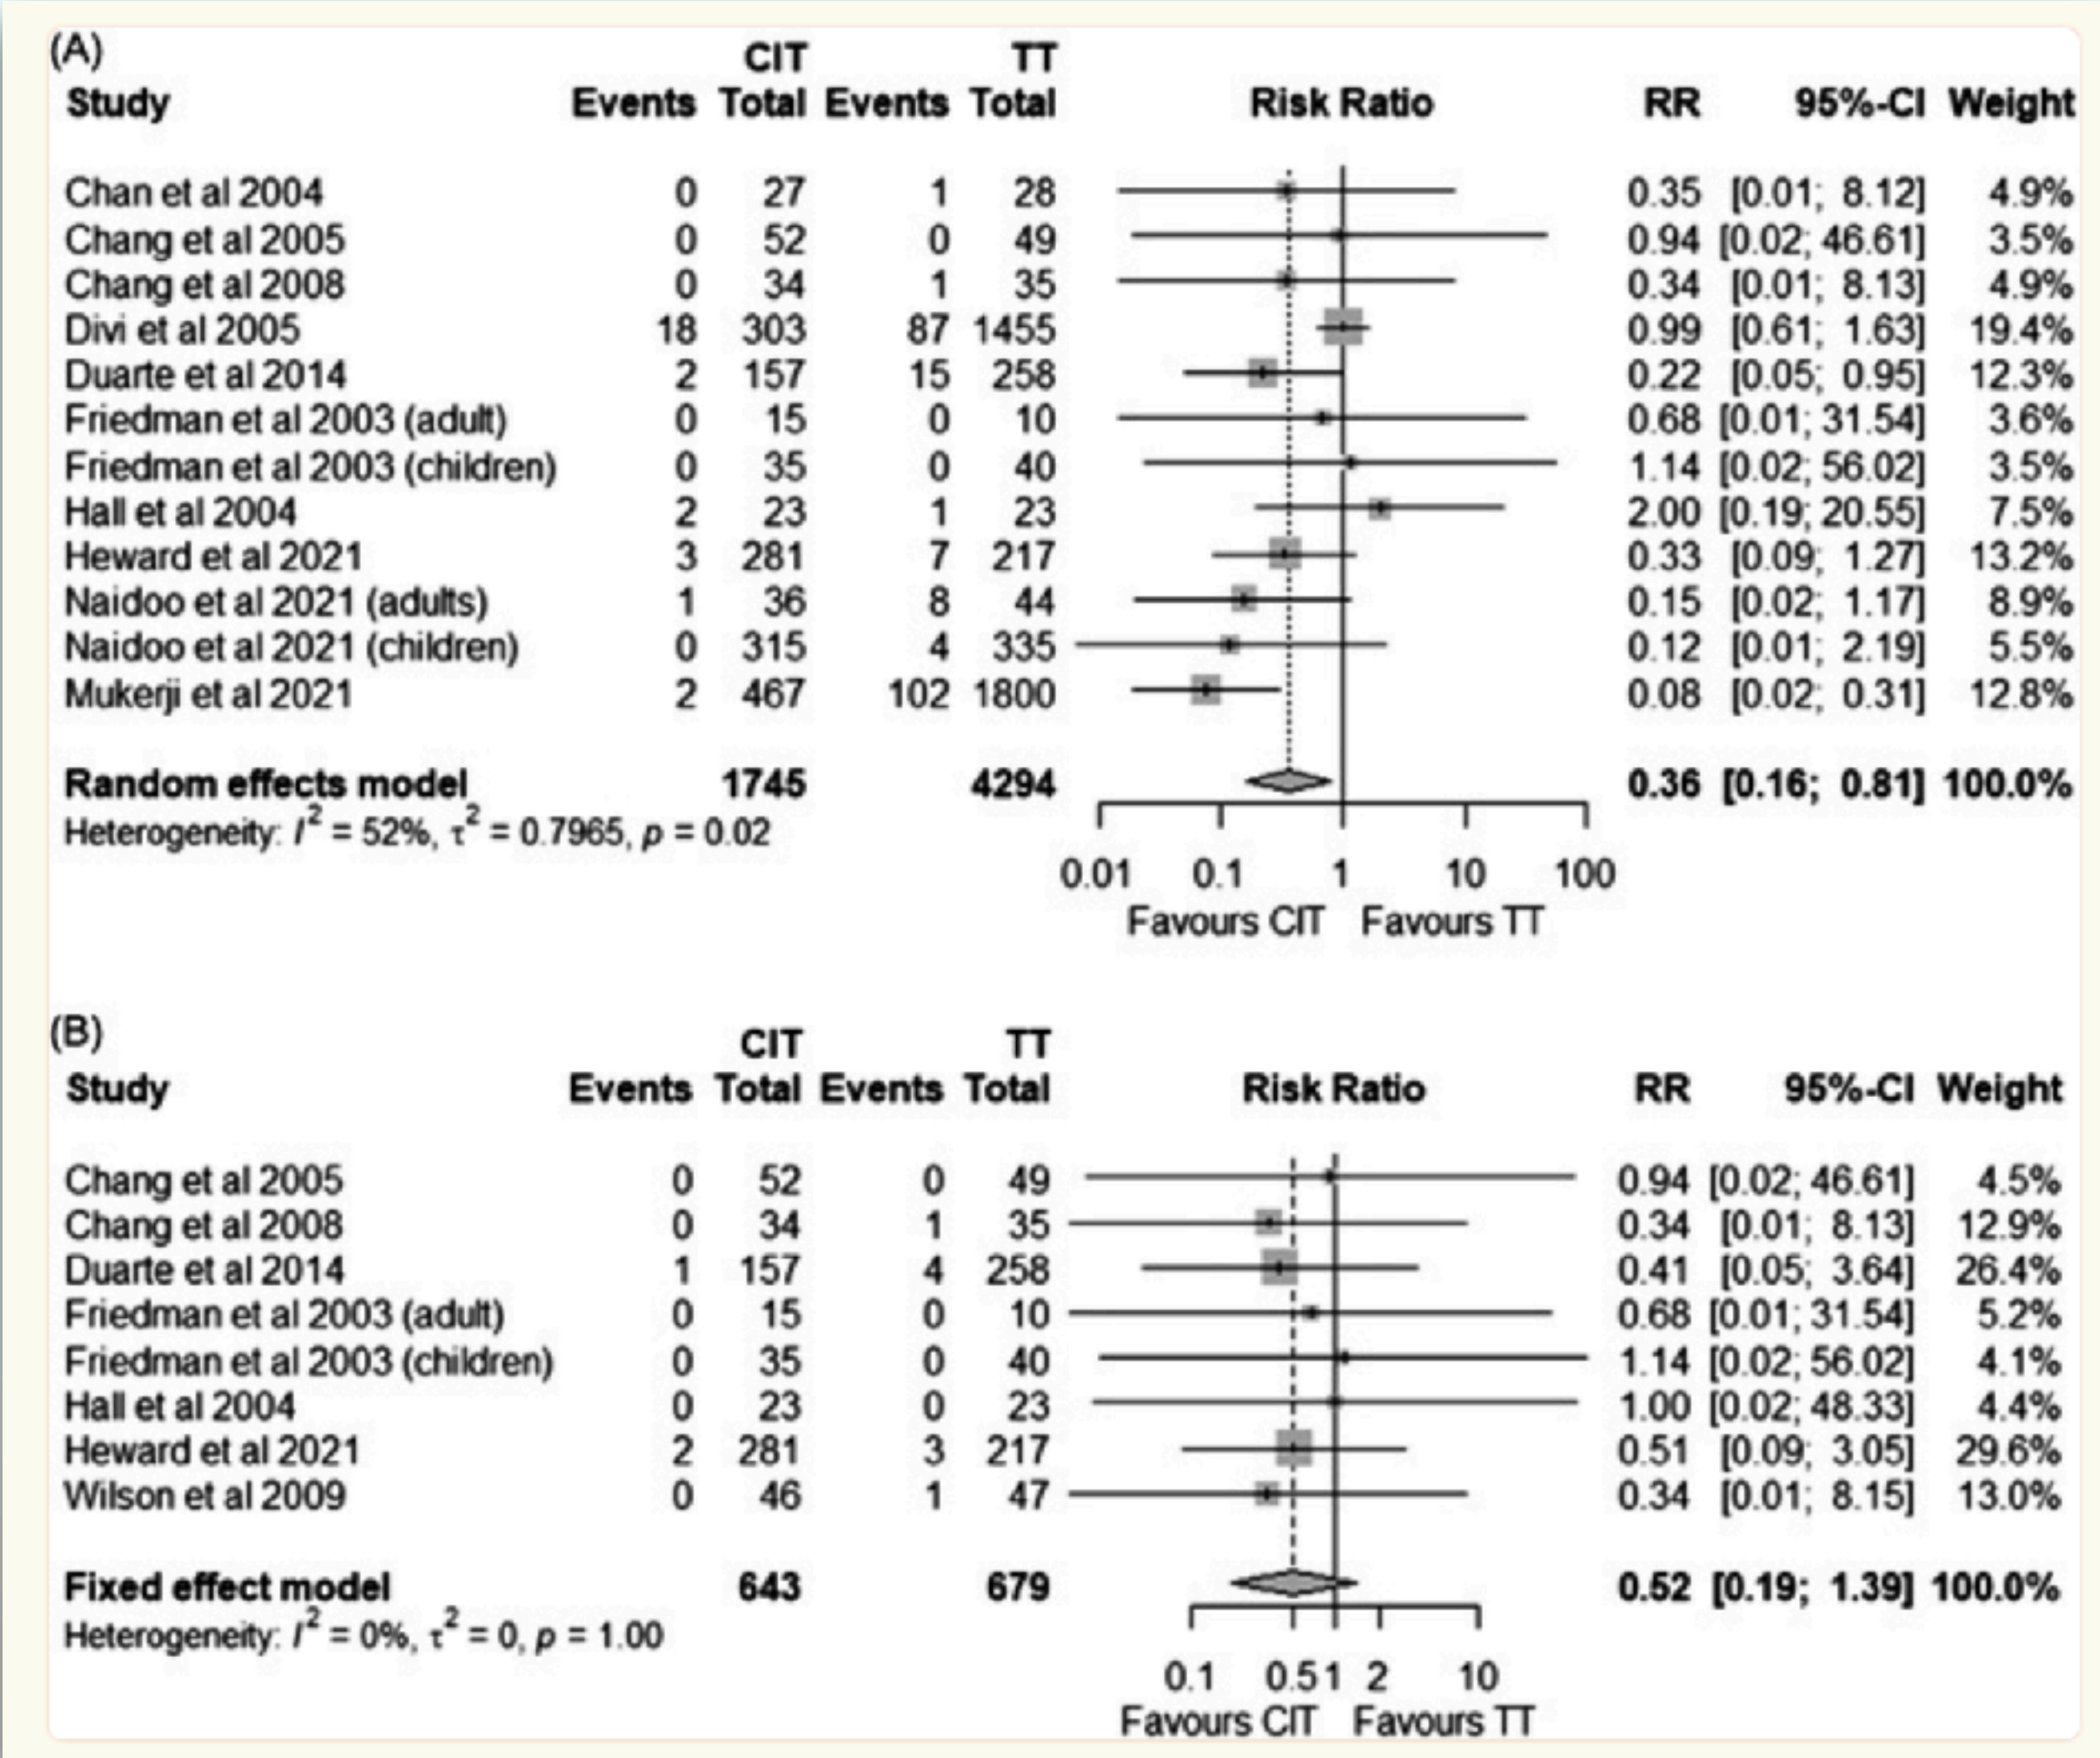 (A)
CIT TT
Study Events Total Events Total Risk Ratio RR 95%-CI Weight
Chan et al 2004 0 27 1 28 0.35 [0.01; 8.12] 4.9%
Chang et al 2005 0 52 0 49 0.94 [0.02; 46.61] 3.5%
Chang et al 2008 0 34 1 35 0.34 [0.01; 8.13] 4.9%
Divi et al 2005 18 303 87 1455 0.99 [0.61; 1.63] 19.4%
Duarte et al 2014 2 157 15 258 0.22 [0.05; 0.95] 12.3%
Friedman et al 2003 (adult) 0 15 0 10 0.68 [0.01; 31.54] 3.6%
Friedman et al 2003 (children) 0 35 0 40 1.14 [0.02; 56.02] 3.5%
Hall et al 2004 2 23 1 23 2.00 [0.19; 20.55] 7.5%
Heward et al 2021 3 281 7 217 0.33 [0.09; 1.27] 13.2%
Naidoo et al 2021 (adults) 1 36 8 44 0.15 [0.02; 1.17] 8.9%
Naidoo et al 2021 (children) 0 315 4 335 0.12 [0.01; 2.19] 5.5%
Mukerji et al 2021 2 467 102 1800 0.08 [0.02; 0.31] 12.8%
Random effects model 1745 4294 0.36 [0.16; 0.81] 100.0%
Heterogeneity: I² = 52%, τ² = 0.7965, p = 0.02
0.01 0.1 1 10 100
Favours CIT Favours TT
(B)
CIT TT
Study Events Total Events Total Risk Ratio RR 95%-CI Weight
Chang et al 2005 0 52 0 49 0.94 [0.02; 46.61] 4.5%
Chang et al 2008 0 34 1 35 0.34 [0.01; 8.13] 12.9%
Duarte et al 2014 1 157 4 258 0.41 [0.05; 3.64] 26.4%
Friedman et al 2003 (adult) 0 15 0 10 0.68 [0.01; 31.54] 5.2%
Friedman et al 2003 (children) 0 35 0 40 1.14 [0.02; 56.02] 4.1%
Hall et al 2004 0 23 0 23 1.00 [0.02; 48.33] 4.4%
Heward et al 2021 2 281 3 217 0.51 [0.09; 3.05] 29.6%
Wilson et al 2009 0 46 1 47 0.34 [0.01; 8.15] 13.0%
Fixed effect model 643 679 0.52 [0.19; 1.39] 100.0%
Heterogeneity: I² = 0%, τ² = 0, p = 1.00
0.1 0.5 1 2 10
Favours CIT Favours TT